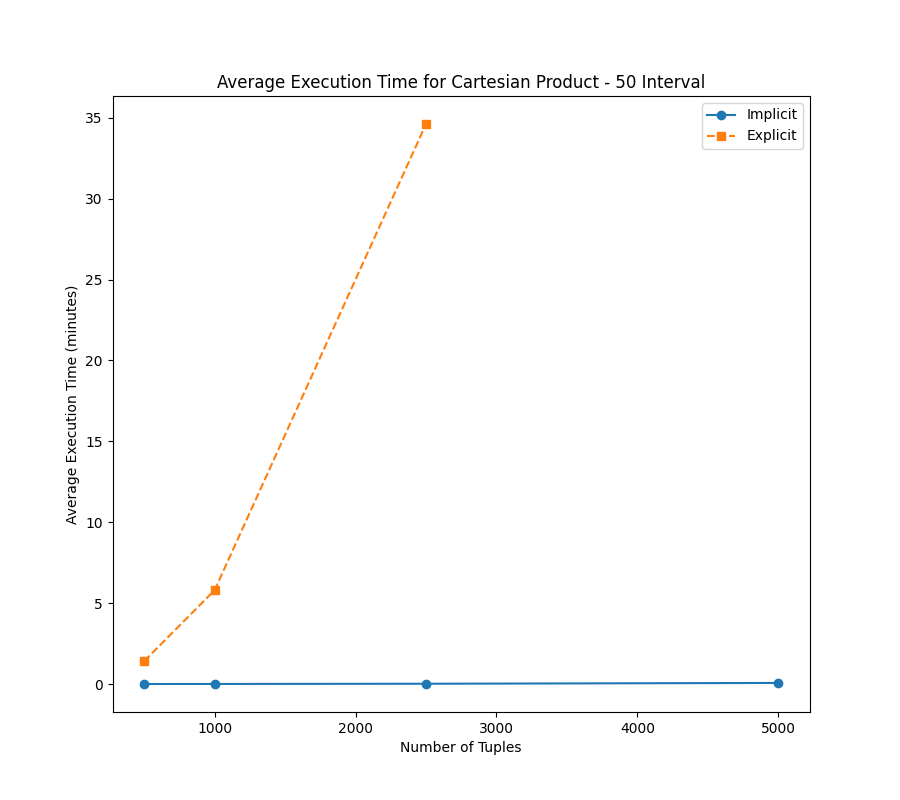 Average Execution Time for Cartesian Product - 50 Interval
Implicit
Explicit
35
30
25
20
15
10
5
0
Average Execution Time (minutes)
1000 2000 3000 4000 5000
Number of Tuples